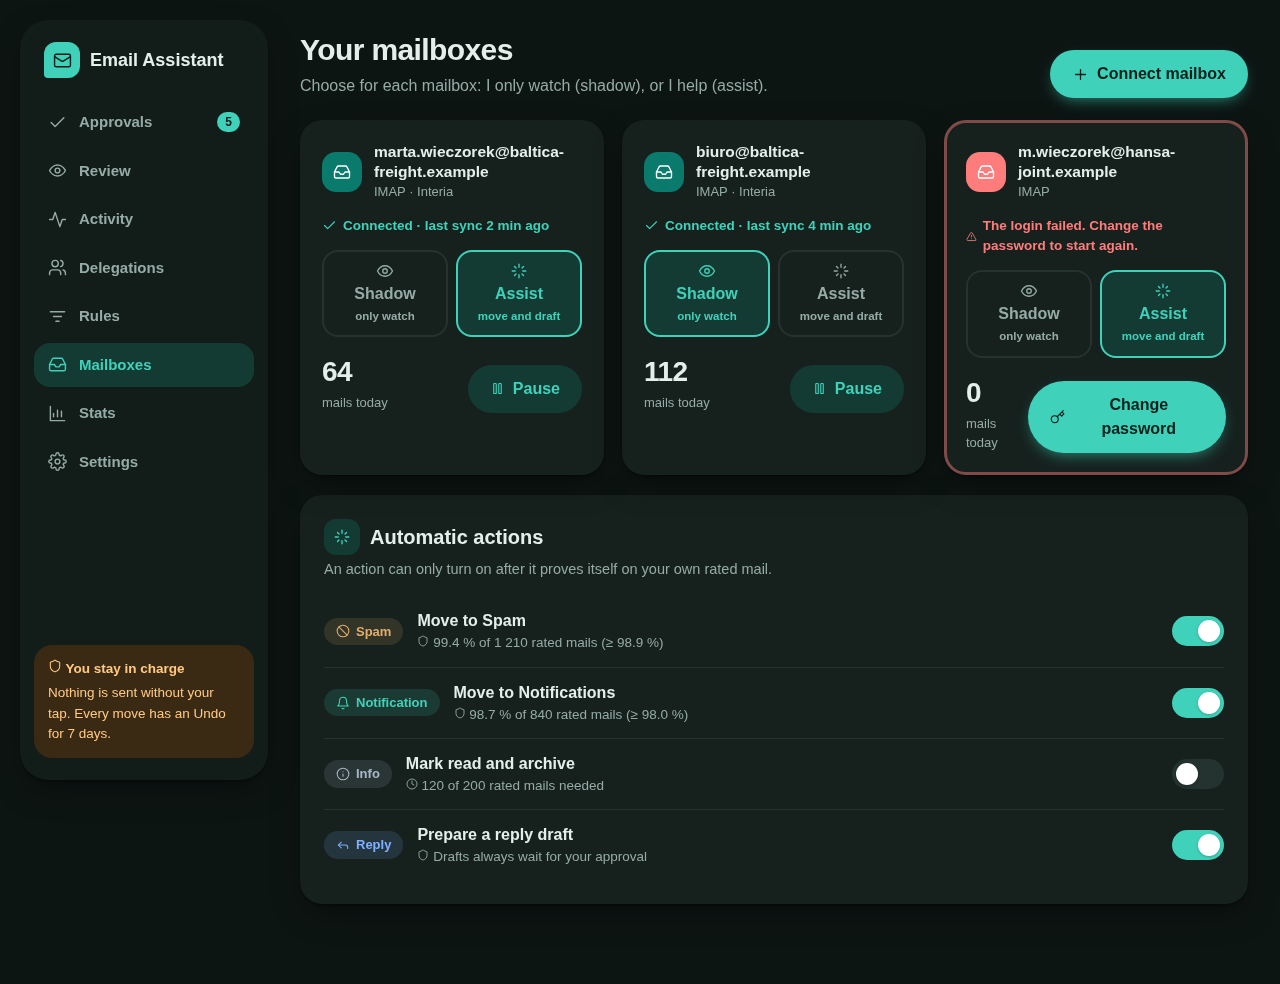 Email Assistant
Approvals 5
Review
Activity
Delegations
Rules
Mailboxes
Stats
Settings
You stay in charge
Nothing is sent without your
tap. Every move has an Undo
for 7 days.
Your mailboxes
Choose for each mailbox: I only watch (shadow), or I help (assist).
Connect mailbox
marta.wieczorek@baltica-
freight.example
IMAP · Interia
Connected · last sync 2 min ago
Shadow
only watch
Assist
move and draft
64
mails today
Pause
biuro@baltica-
freight.example
IMAP · Interia
Connected · last sync 4 min ago
Shadow
only watch
Assist
move and draft
112
mails today
Pause
m.wieczorek@hansa-
joint.example
IMAP
The login failed. Change the
password to start again.
Shadow
only watch
Assist
move and draft
0
mails
today
Change
password
Automatic actions
An action can only turn on after it proves itself on your own rated mail.
Spam
Move to Spam
99.4 % of 1 210 rated mails (≥ 98.9 %)
Notification
Move to Notifications
98.7 % of 840 rated mails (≥ 98.0 %)
Info
Mark read and archive
120 of 200 rated mails needed
Reply
Prepare a reply draft
Drafts always wait for your approval